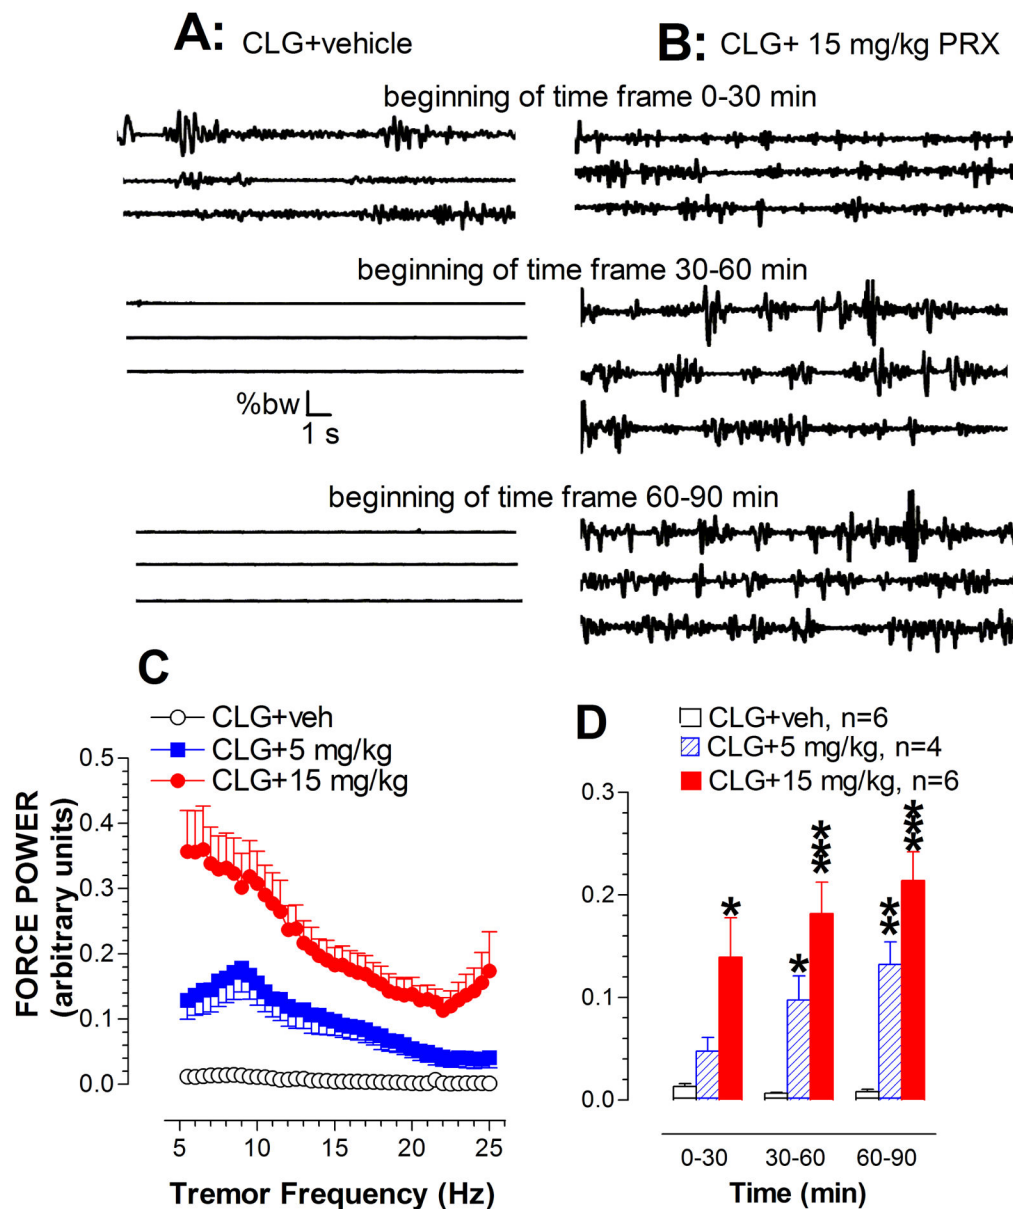 A: CLG+vehicle
B: CLG+ 15 mg/kg PRX
beginning of time frame 0-30 min
beginning of time frame 30-60 min
%bw
1 s
beginning of time frame 60-90 min
C
CLG+veh
CLG+5 mg/kg
CLG+15 mg/kg
FORCE POWER
(arbitrary units)
0.5
0.4
0.3
0.2
0.1
0.0
5 10 15 20 25
Tremor Frequency (Hz)
D
CLG+veh, n=6
CLG+5 mg/kg, n=4
CLG+15 mg/kg, n=6
0.3
0.2
0.1
0.0
*
*
***
**
***
0-30 30-60 60-90
Time (min)